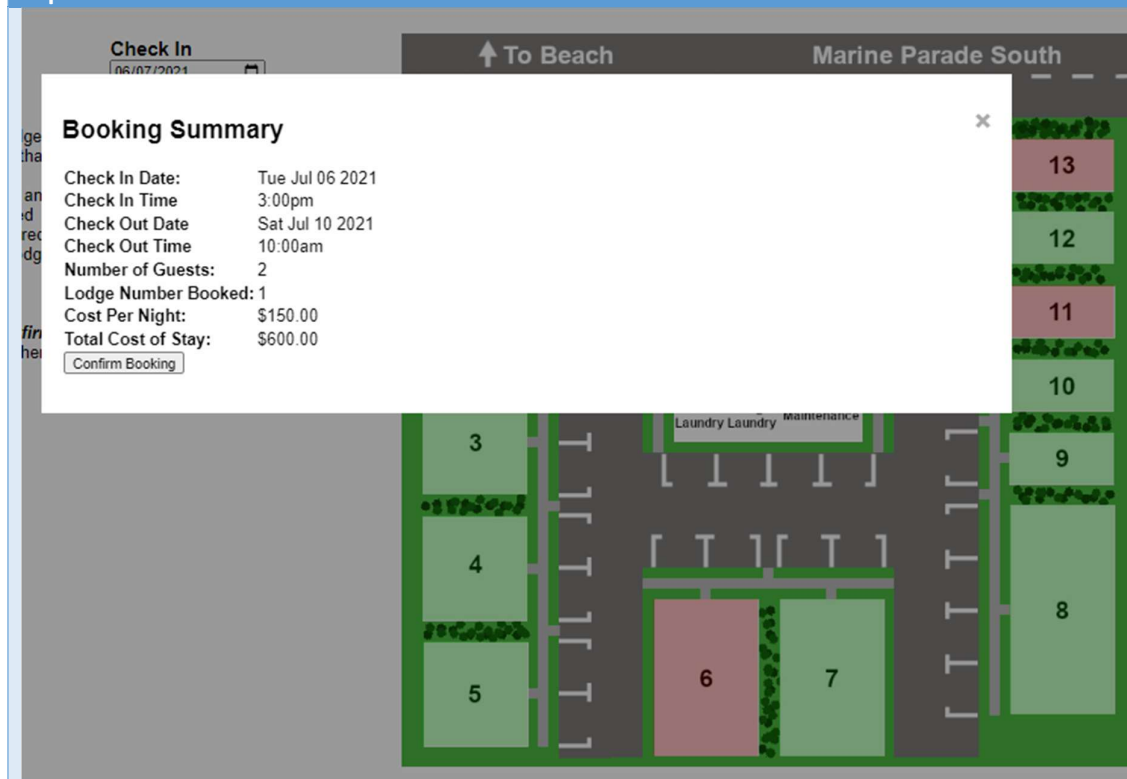 Check In
06/07/2021
To Beach
Marine Parade South
Booking Summary
×
Check In Date: Tue Jul 06 2021
Check In Time 3:00pm
Check Out Date Sat Jul 10 2021
Check Out Time 10:00am
Number of Guests: 2
Lodge Number Booked: 1
Cost Per Night: $150.00
Total Cost of Stay: $600.00
Confirm Booking
13
12
11
10
9
8
Laundry Laundry
Maintenance
3
4
5
6
7